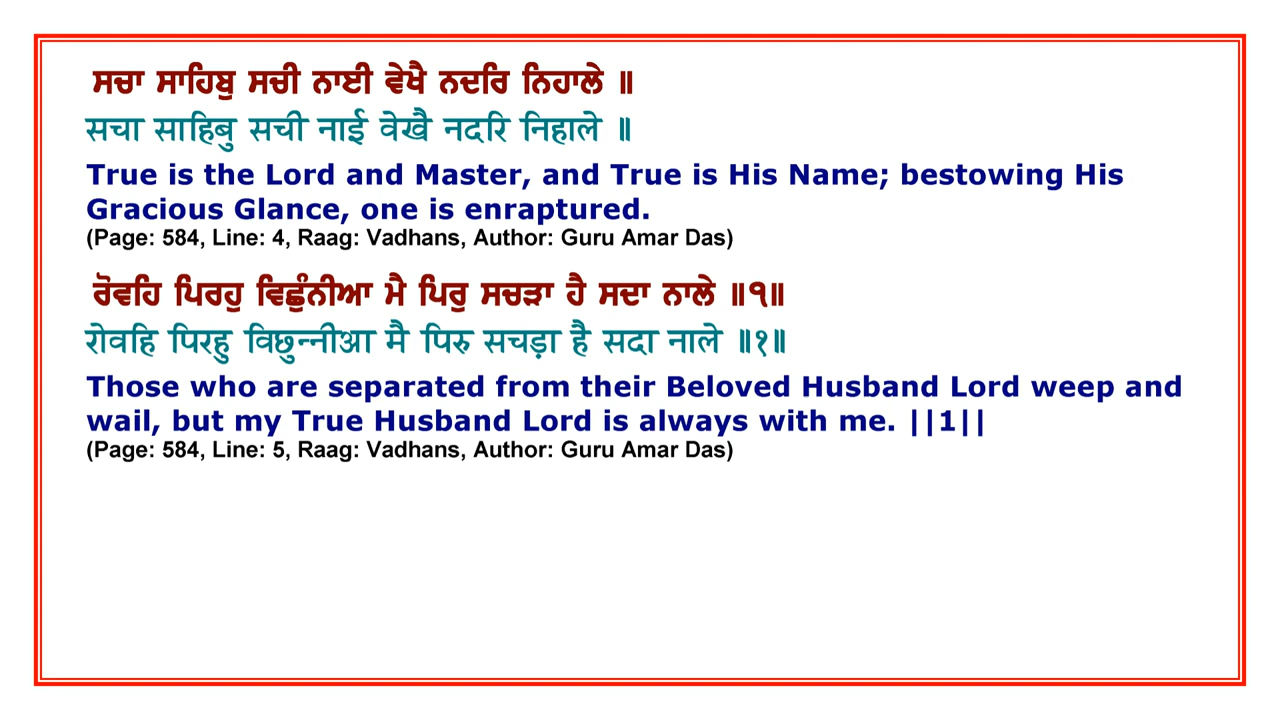 ਸਚਾ ਸਾਹਿਬੁ ਸਚੀ ਨਾਈ ਵੇਖੈ ਨਦਰਿ ਨਿਹਾਲੇ ॥
सचा साहिबु सची नाई वेखै नदरि निहाले ॥
True is the Lord and Master, and True is His Name; bestowing His
Gracious Glance, one is enraptured.
(Page: 584, Line: 4, Raag: Vadhans, Author: Guru Amar Das)
ਰੋਵਹਿ ਪਿਰਹੁ ਵਿਛੁੰਨੀਆ ਮੈ ਪਿਰੁ ਸਚੜਾ ਹੈ ਸਦਾ ਨਾਲੇ ॥੧॥
रोवहि पिरहु विछुन्नीआ मै पिरु सचड़ा है सदा नाले ॥१॥
Those who are separated from their Beloved Husband Lord weep and
wail, but my True Husband Lord is always with me. ||1||
(Page: 584, Line: 5, Raag: Vadhans, Author: Guru Amar Das)